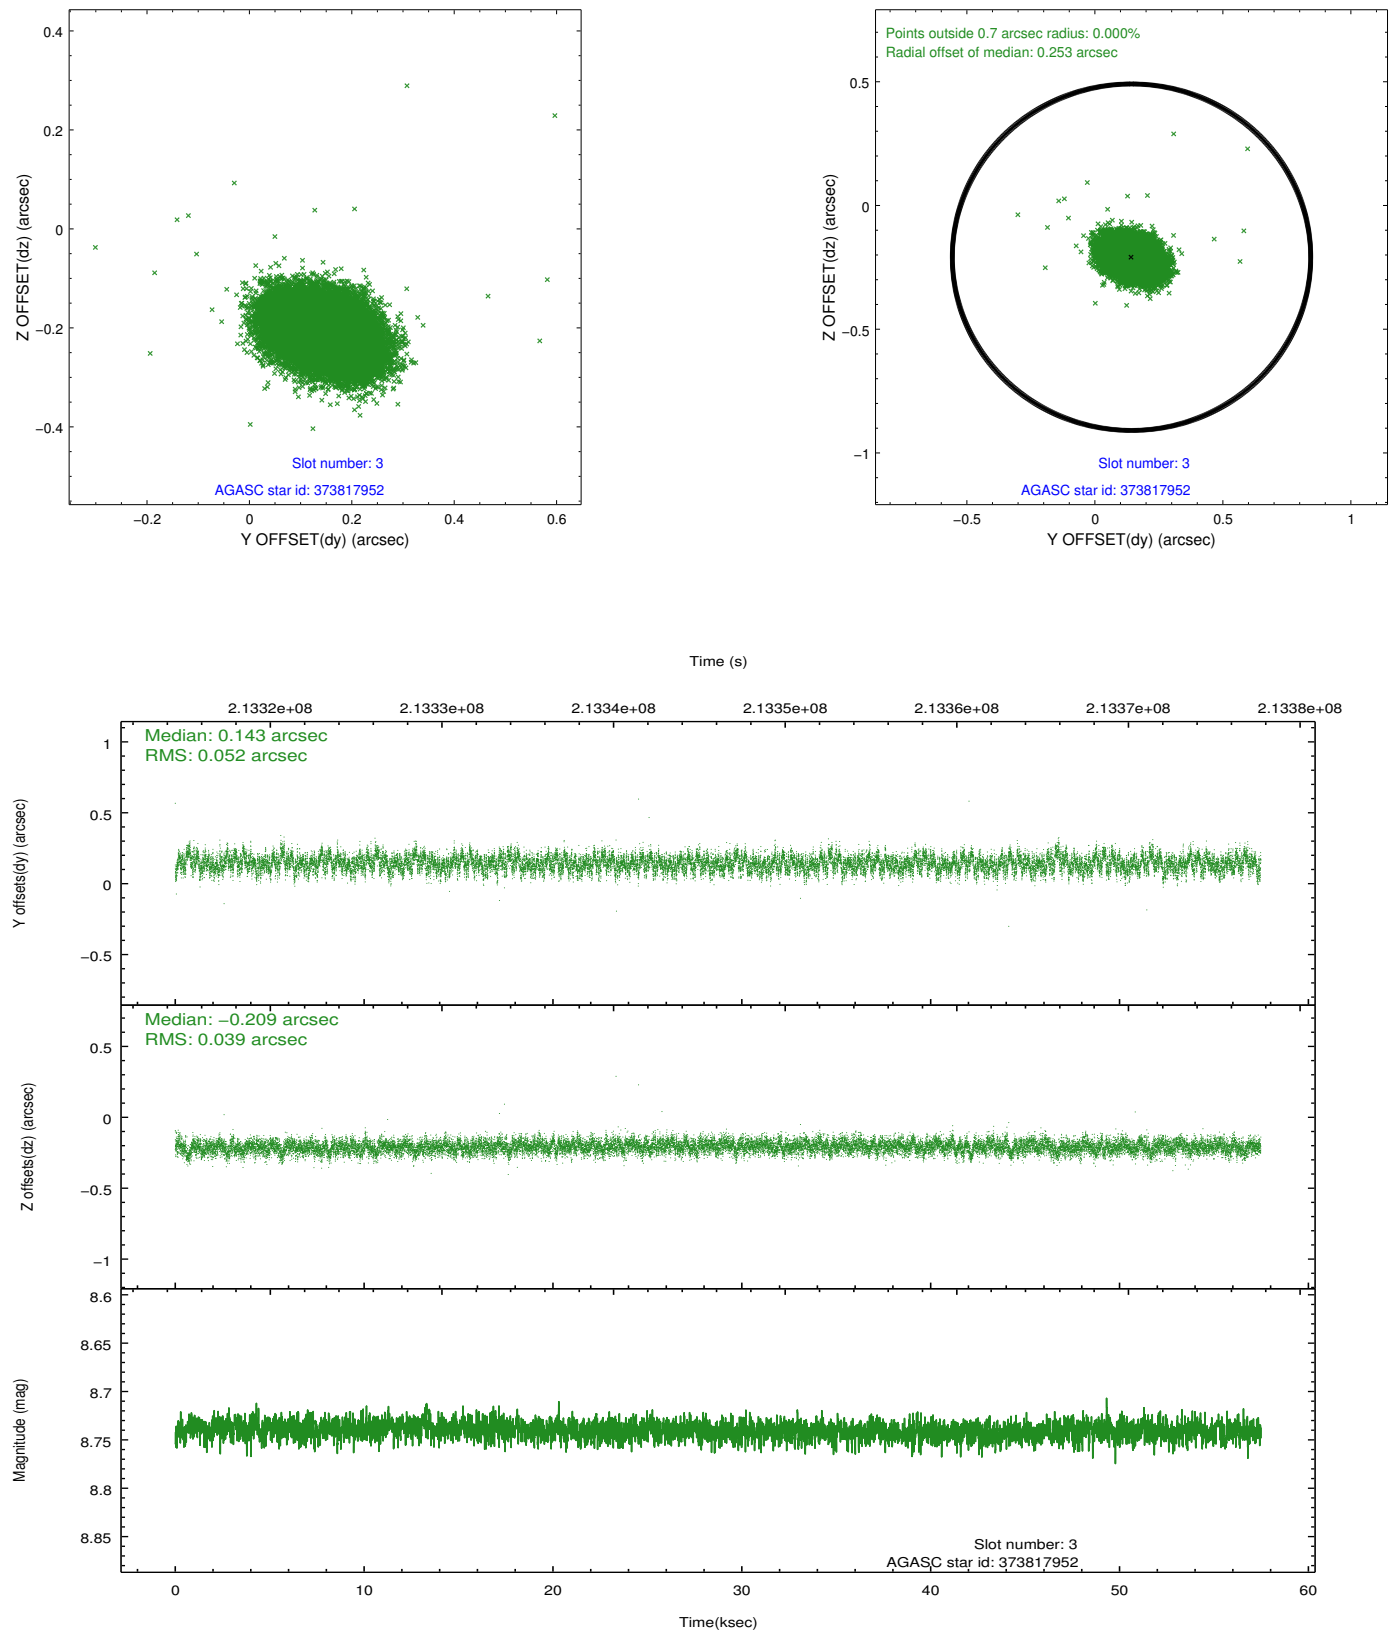 0.4
0.2
0
−0.2
−0.4
Z OFFSET(dz) (arcsec)
Slot number: 3
AGASC star id: 373817952
−0.2 0 0.2 0.4 0.6
Y OFFSET(dy) (arcsec)
Points outside 0.7 arcsec radius: 0.000%
Radial offset of median: 0.253 arcsec
0.5
0
−0.5
−1
Z OFFSET(dz) (arcsec)
Slot number: 3
AGASC star id: 373817952
−0.5 0 0.5 1
Y OFFSET(dy) (arcsec)
Time (s)
2.1332e+08 2.1333e+08 2.1334e+08 2.1335e+08 2.1336e+08 2.1337e+08 2.1338e+08
Median: 0.143 arcsec
RMS: 0.052 arcsec
1
0.5
0
−0.5
Y offsets(dy) (arcsec)
Median: −0.209 arcsec
RMS: 0.039 arcsec
0.5
0
−0.5
−1
Z offsets(dz) (arcsec)
8.6
8.65
8.7
8.75
8.8
8.85
Magnitude (mag)
Slot number: 3
AGASC star id: 373817952
0 10 20 30 40 50 60
Time(ksec)